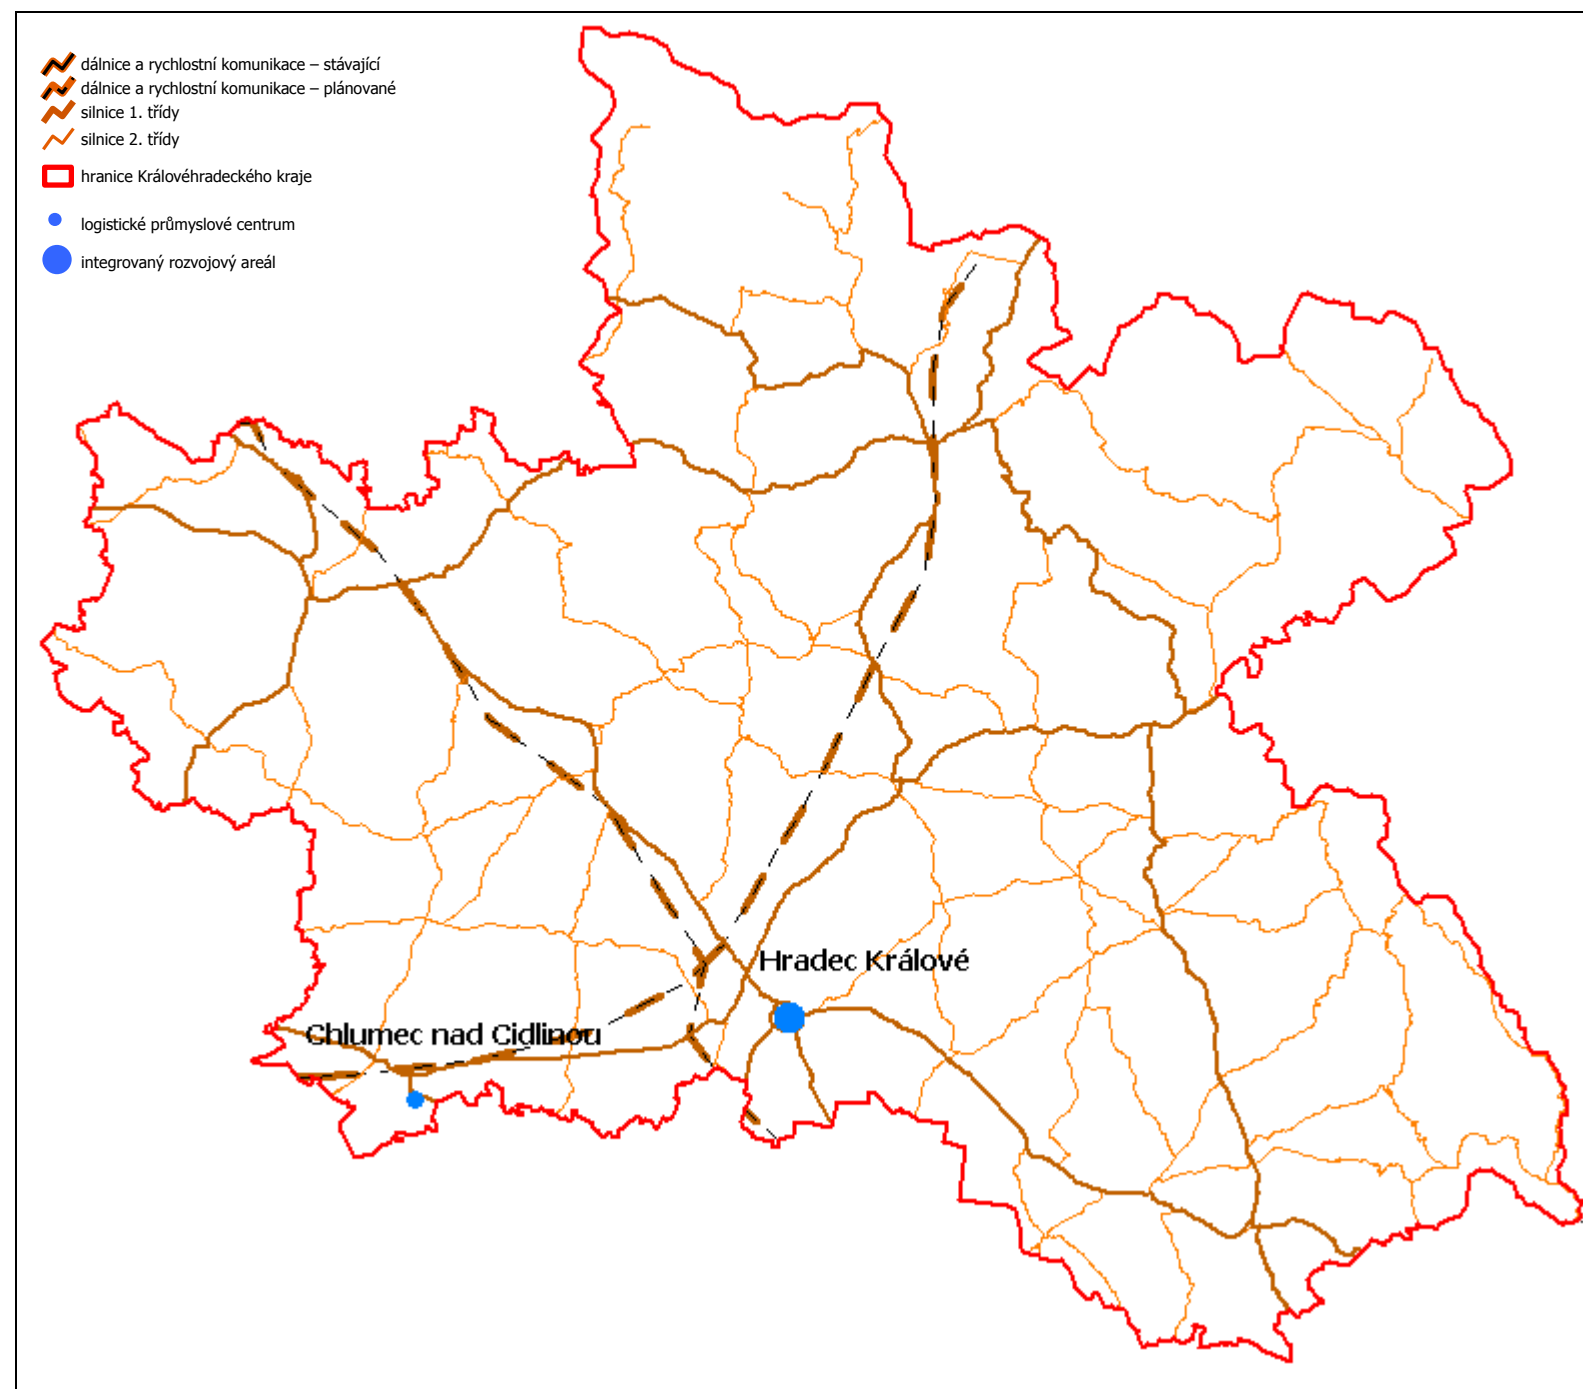 dálnice a rychlostní komunikace – stávající
dálnice a rychlostní komunikace – plánované
silnice 1. třídy
silnice 2. třídy
hranice Královéhradeckého kraje
logistické průmyslové centrum
integrovaný rozvojový areál
Hradec Králové
Chlumec nad Cidlinou